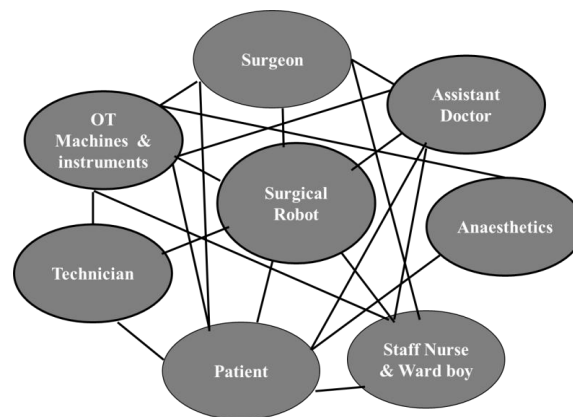 Surgeon
Assistant
Doctor
OT
Machines &
instruments
Surgical
Robot
Anaesthetics
Technician
Patient
Staff Nurse
& Ward boy